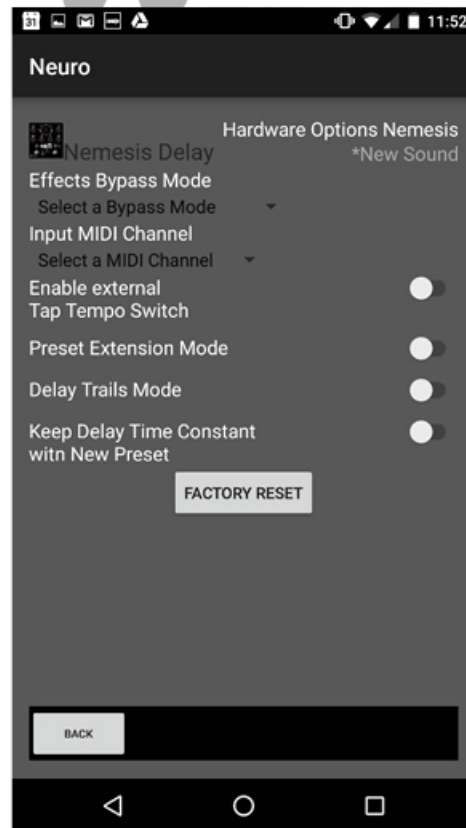 31
11:52
Neuro
Hardware Options Nemesis
Nemesis Delay
*New Sound
Effects Bypass Mode
Select a Bypass Mode
Input MIDI Channel
Select a MIDI Channel
Enable external
Tap Tempo Switch
Preset Extension Mode
Delay Trails Mode
Keep Delay Time Constant
witn New Preset
FACTORY RESET
BACK